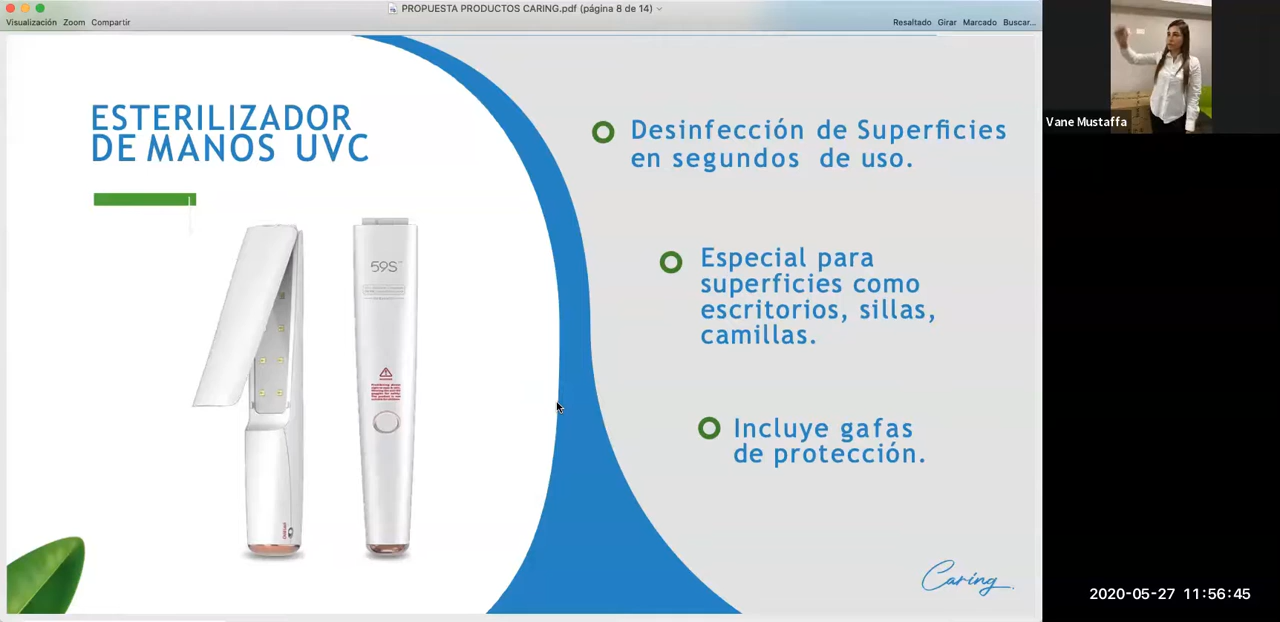 PROPUESTA PRODUCTOS CARING.pdf (página 8 de 14)
Visualización Zoom Compartir
Resaltado Girar Marcado Buscar...
Vane Mustaffa
ESTERILIZADOR
DE MANOS UVC
59S
Desinfección de Superficies
en segundos de uso.
Especial para
superficies como
escritorios, sillas,
camillas.
Incluye gafas
de protección.
Caring.
2020-05-27 11:56:45